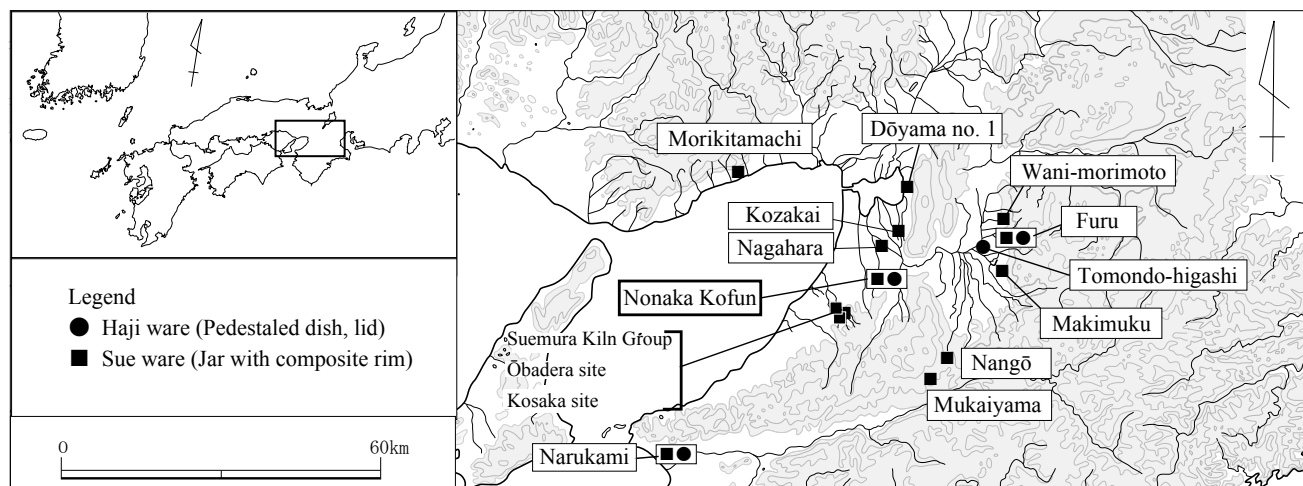 Legend
Haji ware (Pedestaled dish, lid)
Sue ware (Jar with composite rim)
0
60km
Morikitamachi
Dōyama no. 1
Wani-morimoto
Kozakai
Furu
Nagahara
Tomondo-higashi
Nonaka Kofun
Makimuku
Suemura Kiln Group
Ōbadera site
Kosaka site
Nangō
Mukaiyama
Narukami